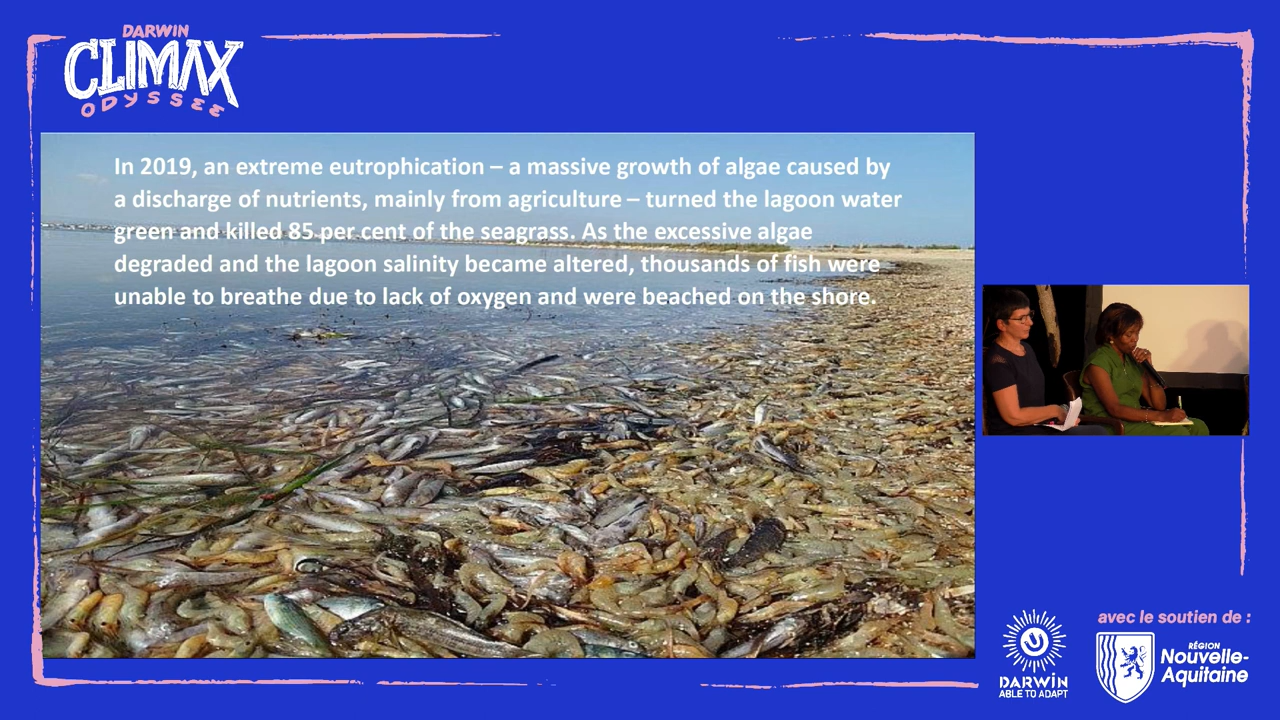 DARWIN
CLIMAX
ODYSSEE
In 2019, an extreme eutrophication – a massive growth of algae caused by
a discharge of nutrients, mainly from agriculture – turned the lagoon water
green and killed 85 per cent of the seagrass. As the excessive algae
degraded and the lagoon salinity became altered, thousands of fish were
unable to breathe due to lack of oxygen and were beached on the shore.
avec le soutien de :
DARWIN
ABLE TO ADAPT
RÉGION
Nouvelle-
Aquitaine